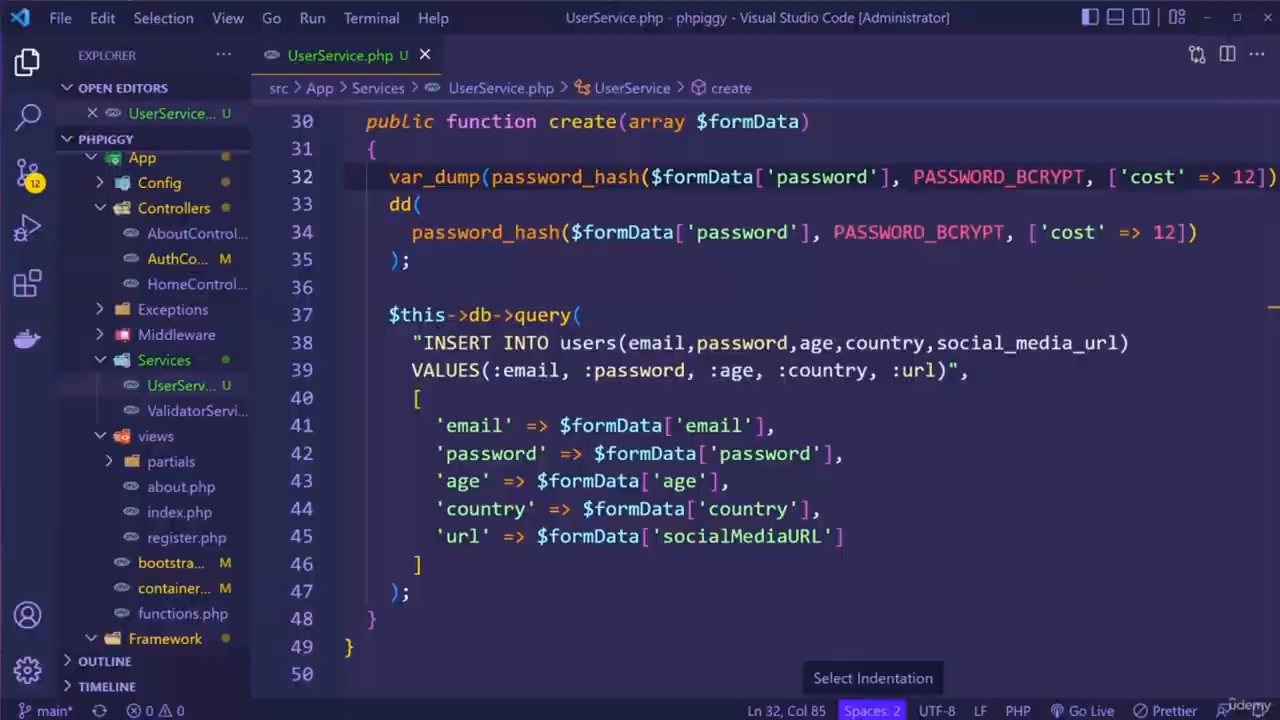 File Edit Selection View Go Run Terminal Help UserService.php - phpiggy - Visual Studio Code [Administrator]
EXPLORER
UserService.php U
OPEN EDITORS
UserService... U
src > App > Services > UserService.php > UserService > create
PHPIGGY
App
Config
Controllers
AboutControl...
AuthCo... M
HomeControl...
Exceptions
Middleware
Services
UserServ... U
ValidatorServi...
views
partials
about.php
index.php
register.php
bootstra... M
container... M
functions.php
Framework
OUTLINE
TIMELINE
12
30 public function create(array $formData)
31 {
32 var_dump(password_hash($formData['password'], PASSWORD_BCRYPT, ['cost' => 12])
33 dd(
34 password_hash($formData['password'], PASSWORD_BCRYPT, ['cost' => 12])
35 );
36
37 $this->db->query(
38 "INSERT INTO users(email,password,age,country,social_media_url)
39 VALUES(:email, :password, :age, :country, :url)",
40 [
41 'email' => $formData['email'],
42 'password' => $formData['password'],
43 'age' => $formData['age'],
44 'country' => $formData['country'],
45 'url' => $formData['socialMediaURL']
46 ]
47 );
48 }
49 }
50
Select Indentation
main* 0 0 Ln 32, Col 85 Spaces: 2 UTF-8 LF PHP Go Live Prettier
udemy